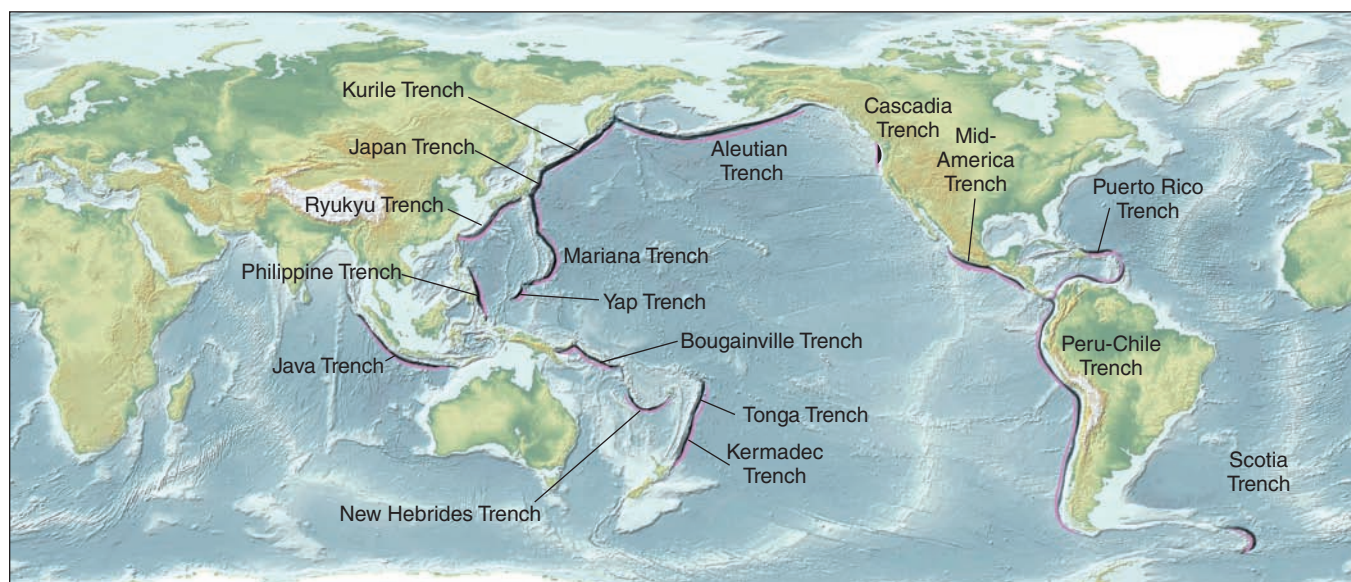 Kurile Trench
Japan Trench
Ryukyu Trench
Philippine Trench
Java Trench
New Hebrides Trench
Mariana Trench
Yap Trench
Bougainville Trench
Tonga Trench
Kermadec
Trench
Aleutian
Trench
Cascadia
Trench
Mid-
America
Trench
Puerto Rico
Trench
Peru-Chile
Trench
Scotia
Trench